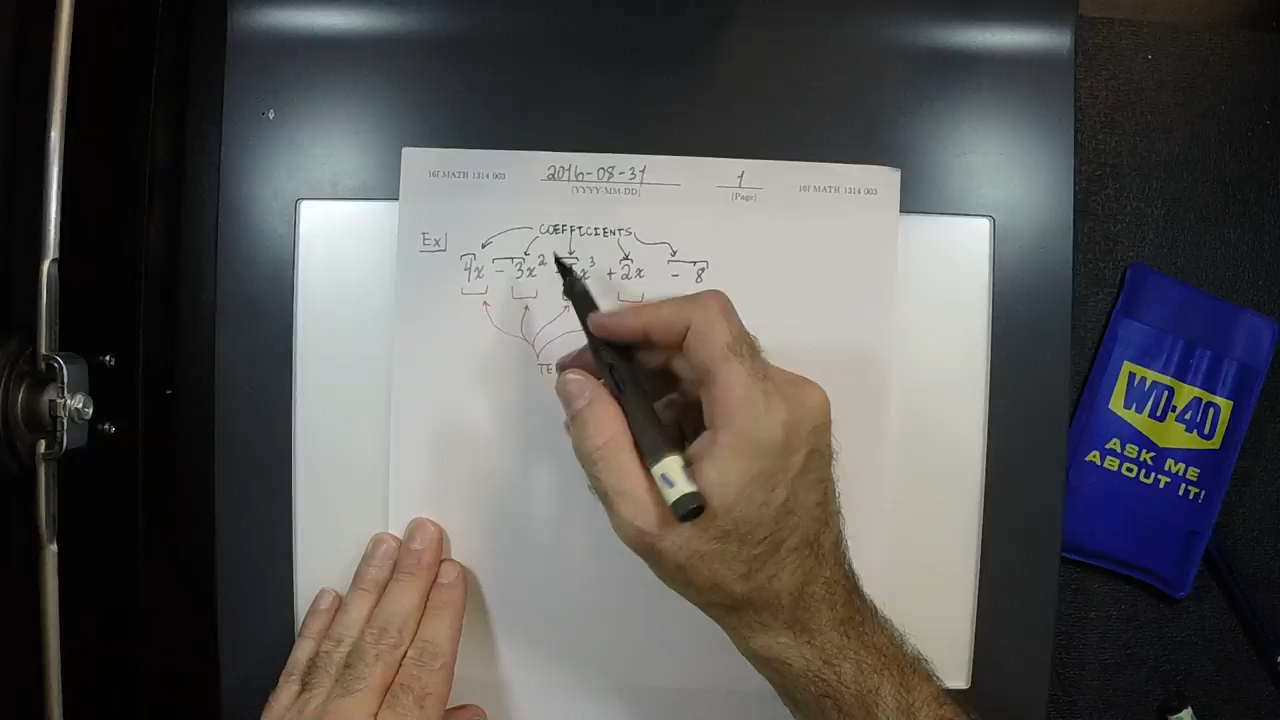 16f MATH 1314 003 2016-08-31 1 16f MATH 1314 003
(YYYY-MM-DD) (Page)
Ex COEFFICIENTS
4x - 3x² x³ + 2x - 8
WD-40
ASK ME
ABOUT IT!